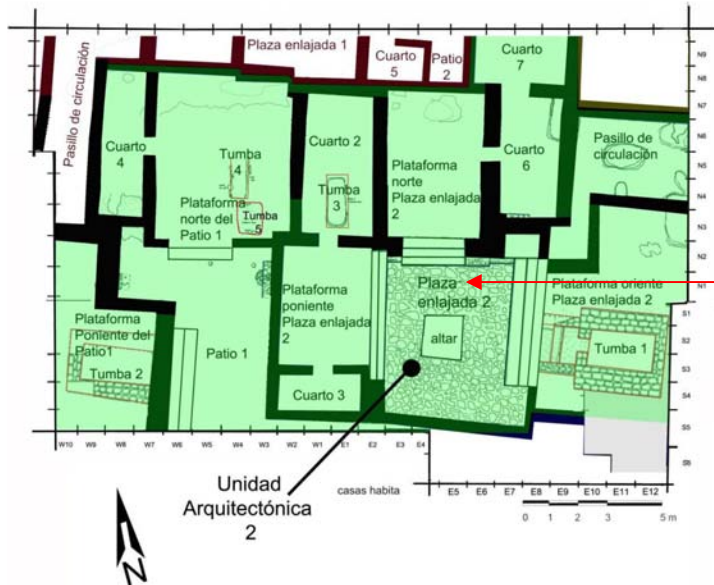 Plaza enlajada 1
Cuarto
5
Patio
2
Cuarto
7
Pasillo de circulación
Cuarto
4
Tumba
4
Plataforma
norte del
Patio 1
Tumba
5
Cuarto 2
Tumba
3
Plataforma
norte
Plaza enlajada
2
Cuarto
6
Pasillo de
circulación
Plataforma
Poniente del
Patio1
Tumba 2
Patio 1
Plataforma
poniente
Plaza enlajada
2
Cuarto 3
Plaza
enlajada 2
altar
Plataforma oriente
Plaza enlajada 2
Tumba 1
N9
N8
N7
N6
N5
N4
N3
N2
N1
S1
S2
S3
S4
S5
S6
W10 W9 W8 W7 W6 W5 W4 W3 W2 W1 E1 E2 E3 E4
E5 E6 E7 E8 E9 E10 E11 E12
Unidad
Arquitectónica
2
casas habita
0 1 2 3 5 m
N